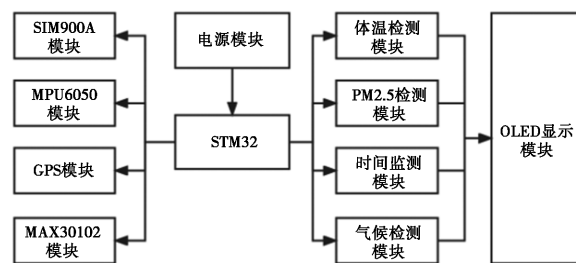 SIM900A
模块
MPU6050
模块
GPS模块
MAX30102
模块
电源模块
STM32
体温检测
模块
PM2.5检测
模块
时间监测
模块
气候检测
模块
OLED显示
模块